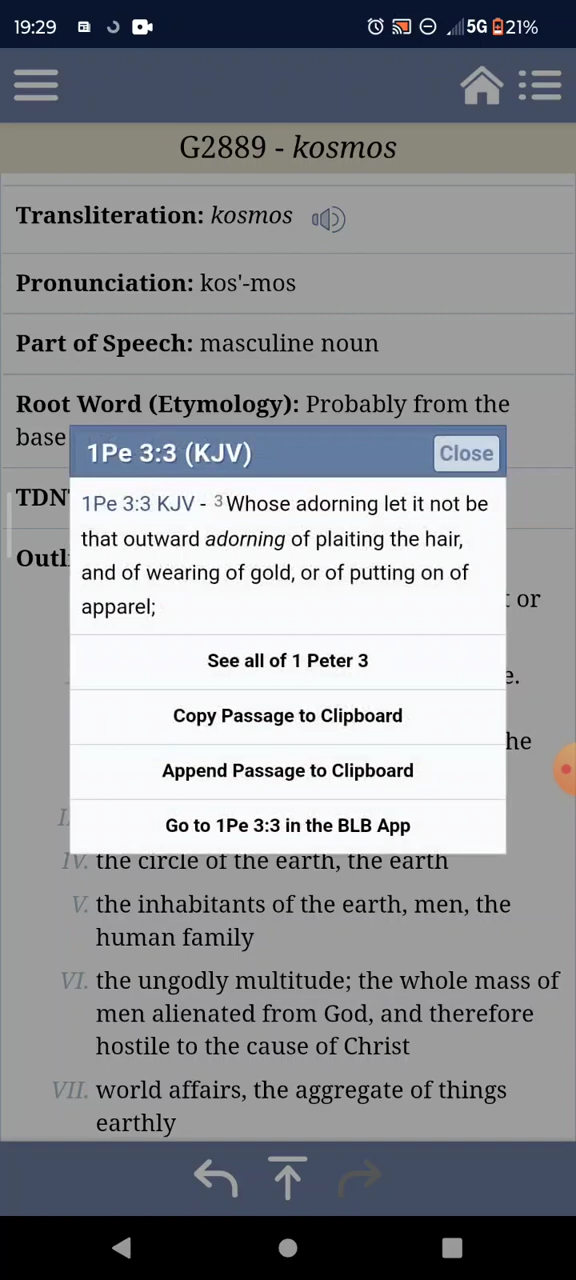 19:29
5G 21%
G2889 - kosmos
Transliteration: kosmos
Pronunciation: kos'-mos
Part of Speech: masculine noun
Root Word (Etymology): Probably from the
base
1Pe 3:3 (KJV)
Close
TDN
1Pe 3:3 KJV - 3 Whose adorning let it not be
that outward adorning of plaiting the hair,
and of wearing of gold, or of putting on of
apparel;
Outl
or
e.
he
See all of 1 Peter 3
Copy Passage to Clipboard
Append Passage to Clipboard
Go to 1Pe 3:3 in the BLB App
IV. the circle of the earth, the earth
V. the inhabitants of the earth, men, the
human family
VI. the ungodly multitude; the whole mass of
men alienated from God, and therefore
hostile to the cause of Christ
VII. world affairs, the aggregate of things
earthly